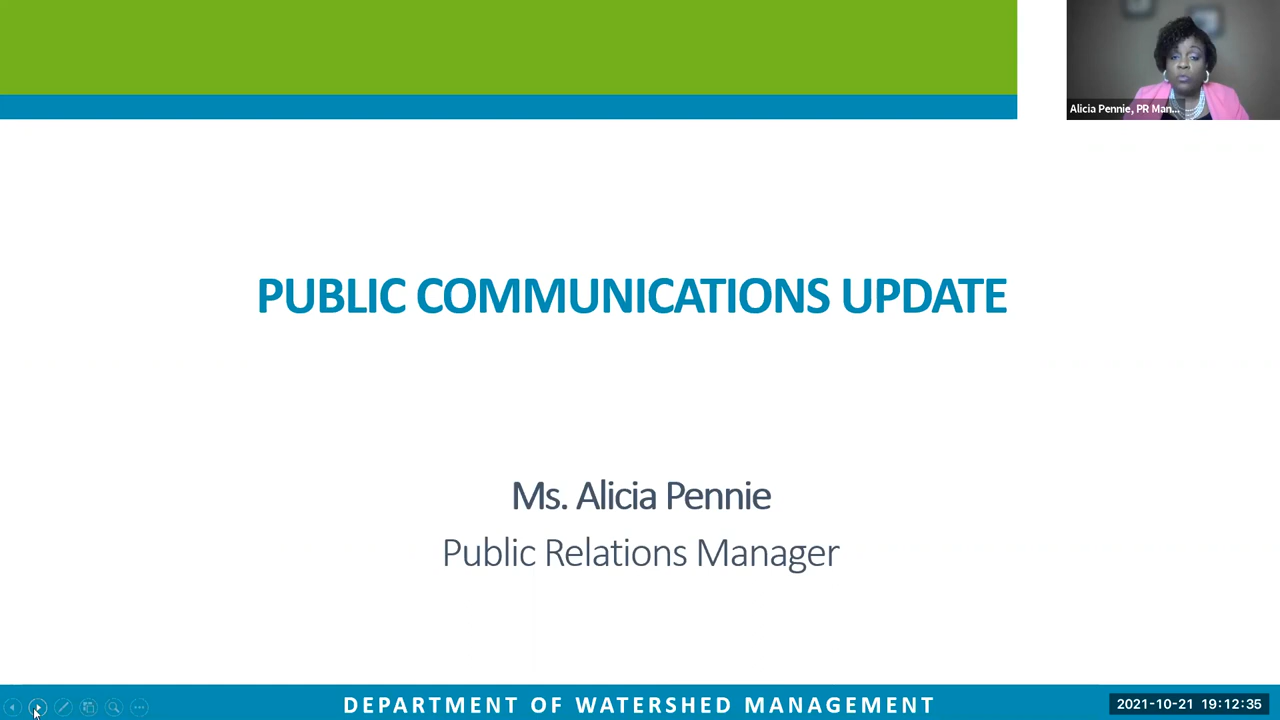 Alicia Pennie, PR Man...
PUBLIC COMMUNICATIONS UPDATE
Ms. Alicia Pennie
Public Relations Manager
DEPARTMENT OF WATERSHED MANAGEMENT
2021-10-21 19:12:35